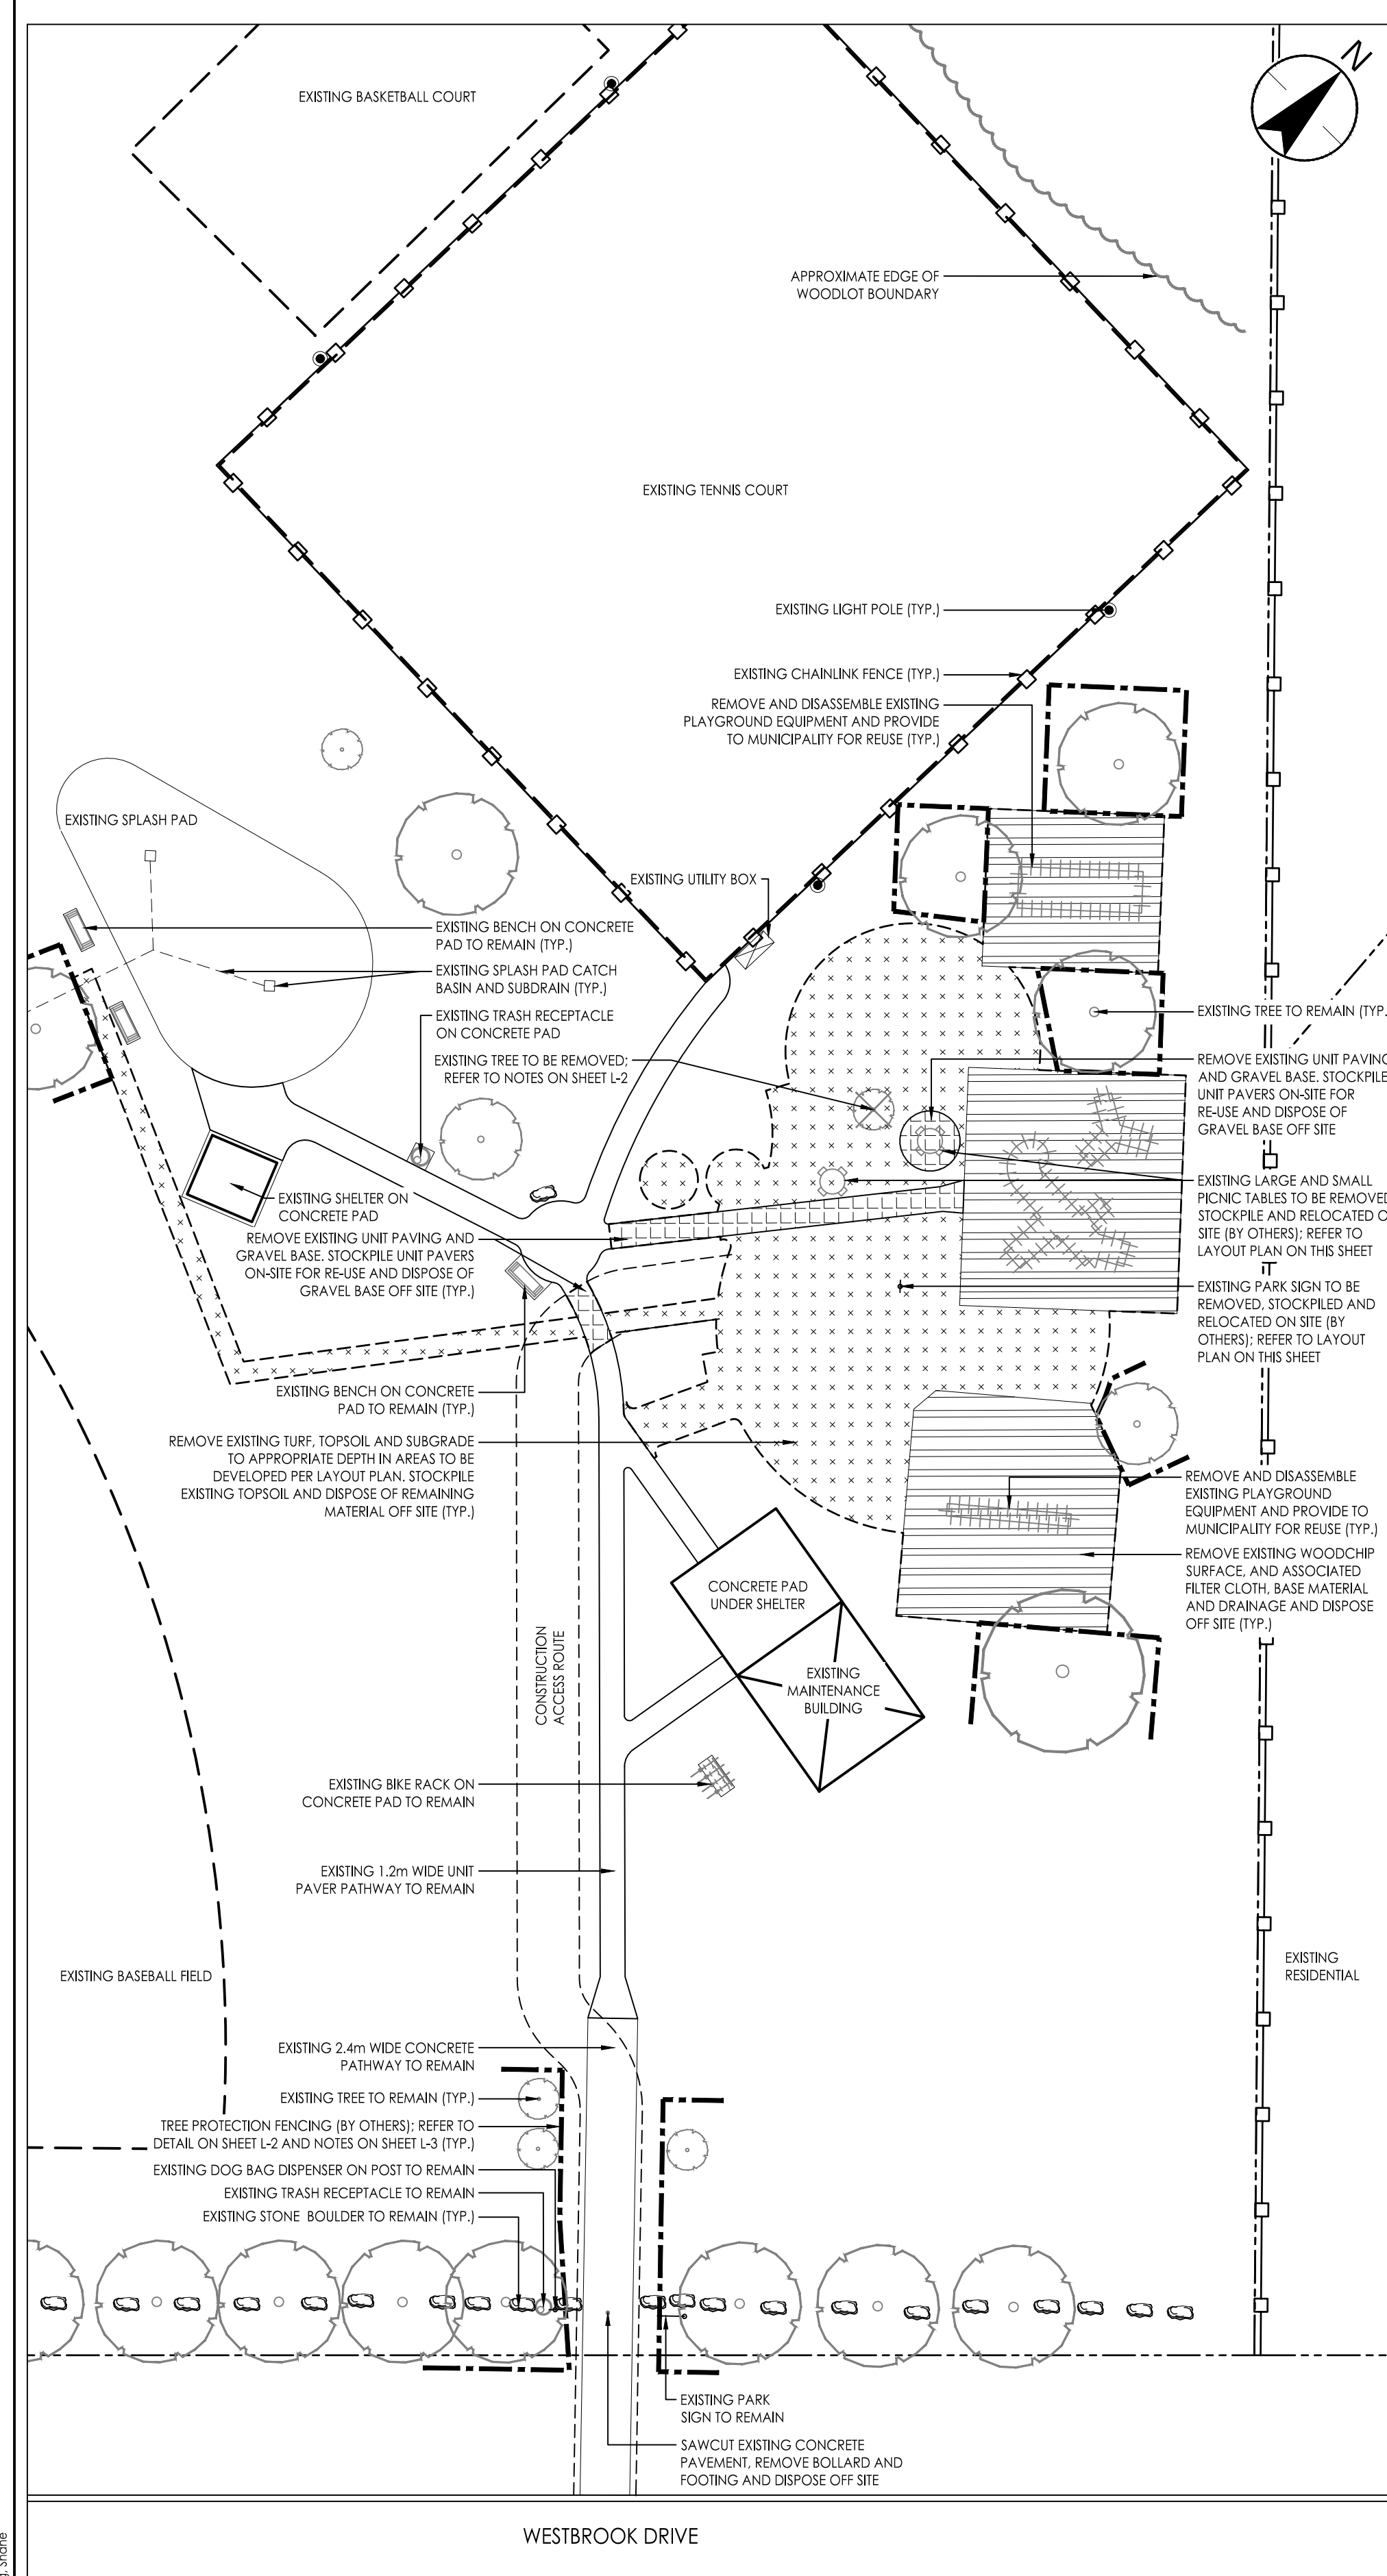 N
EXISTING BASKETBALL COURT
APPROXIMATE EDGE OF
WOODLOT BOUNDARY
EXISTING TENNIS COURT
EXISTING LIGHT POLE (TYP.)
EXISTING CHAINLINK FENCE (TYP.)
REMOVE AND DISASSEMBLE EXISTING
PLAYGROUND EQUIPMENT AND PROVIDE
TO MUNICIPALITY FOR REUSE (TYP.)
EXISTING SPLASH PAD
EXISTING UTILITY BOX
EXISTING BENCH ON CONCRETE
PAD TO REMAIN (TYP.)
EXISTING SPLASH PAD CATCH
BASIN AND SUBDRAIN (TYP.)
EXISTING TRASH RECEPTACLE
ON CONCRETE PAD
EXISTING TREE TO BE REMOVED;
REFER TO NOTES ON SHEET L-2
EXISTING TREE TO REMAIN (TYP.
REMOVE EXISTING UNIT PAVING
AND GRAVEL BASE. STOCKPILE
UNIT PAVERS ON-SITE FOR
RE-USE AND DISPOSE OF
GRAVEL BASE OFF SITE
EXISTING LARGE AND SMALL
PICNIC TABLES TO BE REMOVED
STOCKPILE AND RELOCATED O
SITE (BY OTHERS); REFER TO
LAYOUT PLAN ON THIS SHEET
EXISTING SHELTER ON
CONCRETE PAD
REMOVE EXISTING UNIT PAVING AND
GRAVEL BASE. STOCKPILE UNIT PAVERS
ON-SITE FOR RE-USE AND DISPOSE OF
GRAVEL BASE OFF SITE (TYP.)
EXISTING PARK SIGN TO BE
REMOVED, STOCKPILED AND
RELOCATED ON SITE (BY
OTHERS); REFER TO LAYOUT
PLAN ON THIS SHEET
EXISTING BENCH ON CONCRETE
PAD TO REMAIN (TYP.)
REMOVE EXISTING TURF, TOPSOIL AND SUBGRADE
TO APPROPRIATE DEPTH IN AREAS TO BE
DEVELOPED PER LAYOUT PLAN. STOCKPILE
EXISTING TOPSOIL AND DISPOSE OF REMAINING
MATERIAL OFF SITE (TYP.)
REMOVE AND DISASSEMBLE
EXISTING PLAYGROUND
EQUIPMENT AND PROVIDE TO
MUNICIPALITY FOR REUSE (TYP.)
REMOVE EXISTING WOODCHIP
SURFACE, AND ASSOCIATED
FILTER CLOTH, BASE MATERIAL
AND DRAINAGE AND DISPOSE
OFF SITE (TYP.)
CONCRETE PAD
UNDER SHELTER
CONSTRUCTION
ACCESS ROUTE
EXISTING
MAINTENANCE
BUILDING
EXISTING BIKE RACK ON
CONCRETE PAD TO REMAIN
EXISTING 1.2m WIDE UNIT
PAVER PATHWAY TO REMAIN
EXISTING BASEBALL FIELD
EXISTING
RESIDENTIAL
EXISTING 2.4m WIDE CONCRETE
PATHWAY TO REMAIN
EXISTING TREE TO REMAIN (TYP.)
TREE PROTECTION FENCING (BY OTHERS); REFER TO
DETAIL ON SHEET L-2 AND NOTES ON SHEET L-3 (TYP.)
EXISTING DOG BAG DISPENSER ON POST TO REMAIN
EXISTING TRASH RECEPTACLE TO REMAIN
EXISTING STONE BOULDER TO REMAIN (TYP.)
EXISTING PARK
SIGN TO REMAIN
SAWCUT EXISTING CONCRETE
PAVEMENT, REMOVE BOLLARD AND
FOOTING AND DISPOSE OFF SITE
WESTBROOK DRIVE
Shane